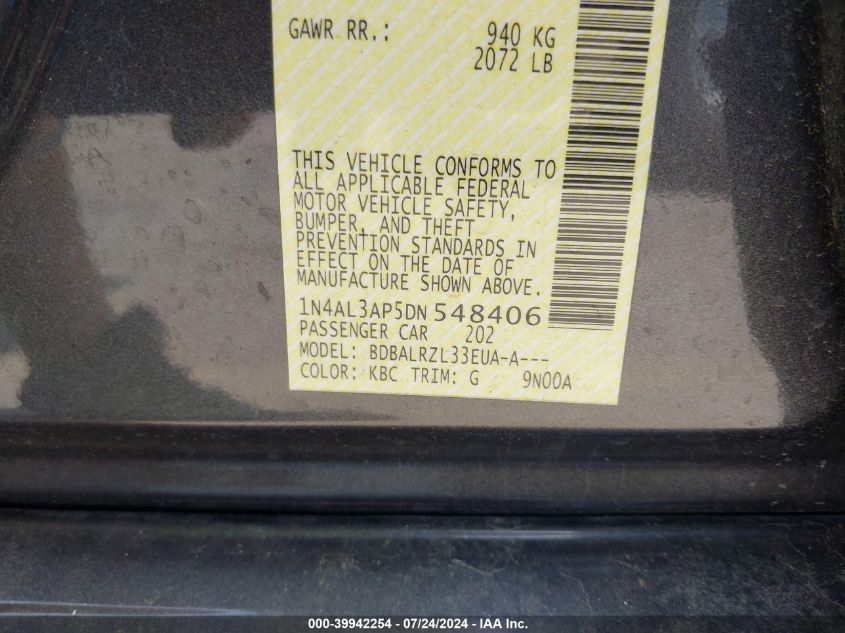 GAWR RR.: 940 KG
2072 LB
THIS VEHICLE CONFORMS TO
ALL APPLICABLE FEDERAL
MOTOR VEHICLE SAFETY,
BUMPER, AND THEFT
PREVENTION STANDARDS IN
EFFECT ON THE DATE OF
MANUFACTURE SHOWN ABOVE.
1N4AL3AP5DN548406
PASSENGER CAR 202
MODEL: BDBALRZL33EUA-A---
COLOR: KBC TRIM: G 9N00A
000-39942254 - 07/24/2024 - IAA Inc.